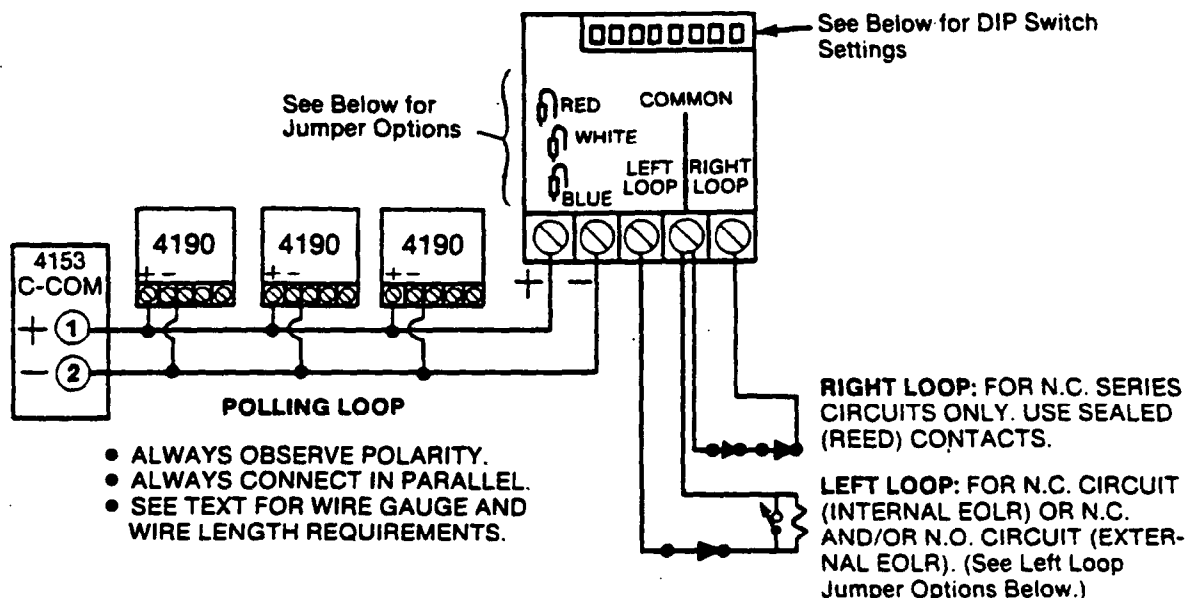 See Below for DIP Switch
Settings
See Below for
Jumper Options
RED
WHITE
BLUE
COMMON
LEFT
LOOP
RIGHT
LOOP
+ −
4190
+ −
4190
+ −
4190
+ −
4153
C-COM
+ 1
− 2
POLLING LOOP
● ALWAYS OBSERVE POLARITY.
● ALWAYS CONNECT IN PARALLEL.
● SEE TEXT FOR WIRE GAUGE AND
WIRE LENGTH REQUIREMENTS.
RIGHT LOOP: FOR N.C. SERIES
CIRCUITS ONLY. USE SEALED
(REED) CONTACTS.
LEFT LOOP: FOR N.C. CIRCUIT
(INTERNAL EOLR) OR N.C.
AND/OR N.O. CIRCUIT (EXTER-
NAL EOLR). (See Left Loop
Jumper Options Below.)